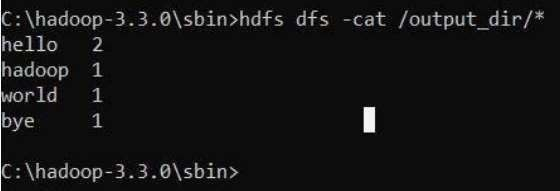 C:\hadoop-3.3.0\sbin>hdfs dfs -cat /output_dir/*
hello   2
hadoop  1
world   1
bye     1
C:\hadoop-3.3.0\sbin>